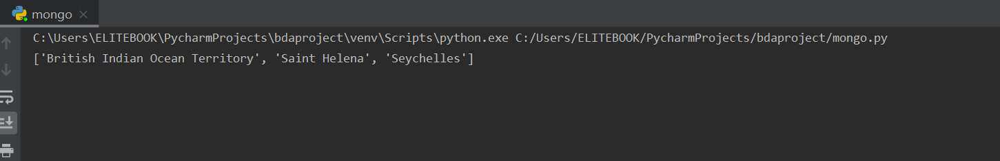 mongo
C:\Users\ELITEBOOK\PycharmProjects\bdaproject\venv\Scripts\python.exe C:/Users/ELITEBOOK/PycharmProjects/bdaproject/mongo.py
['British Indian Ocean Territory', 'Saint Helena', 'Seychelles']